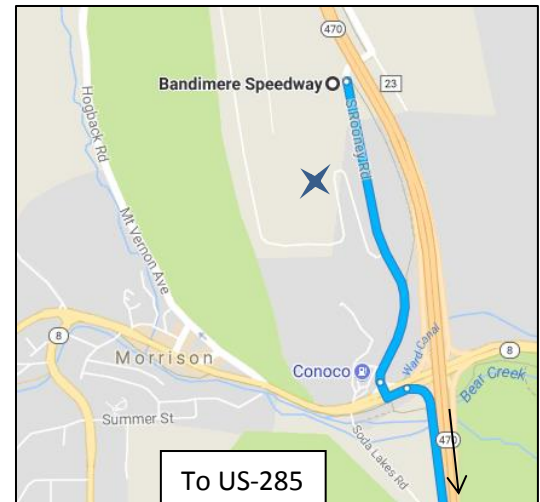 470
Bandimere Speedway
23
S Rooney Rd
Hogback Rd
Mt Vernon Ave
8
Morrison
Ward Canal
8
Conoco
Bear Creek
Summer St
Soda Lakes Rd
470
To US-285